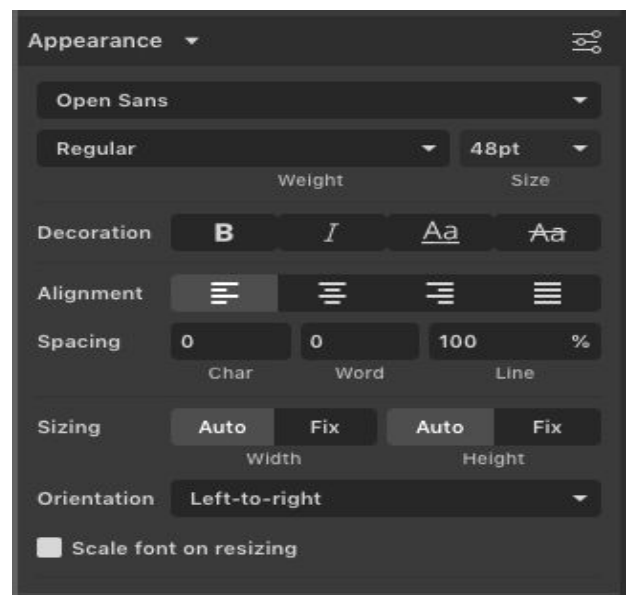 Appearance
Open Sans
Regular 48pt
Weight Size
Decoration B I Aa Aa
Alignment
Spacing 0 0 100 %
Char Word Line
Sizing Auto Fix Auto Fix
Width Height
Orientation Left-to-right
Scale font on resizing